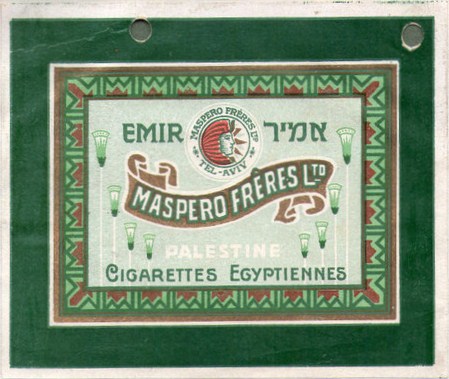 EMIR
אמיר
MASPERO FRÈRES LTD
TEL-AVIV
MASPERO FRÈRES LTD
PALESTINE
CIGARETTES EGYPTIENNES